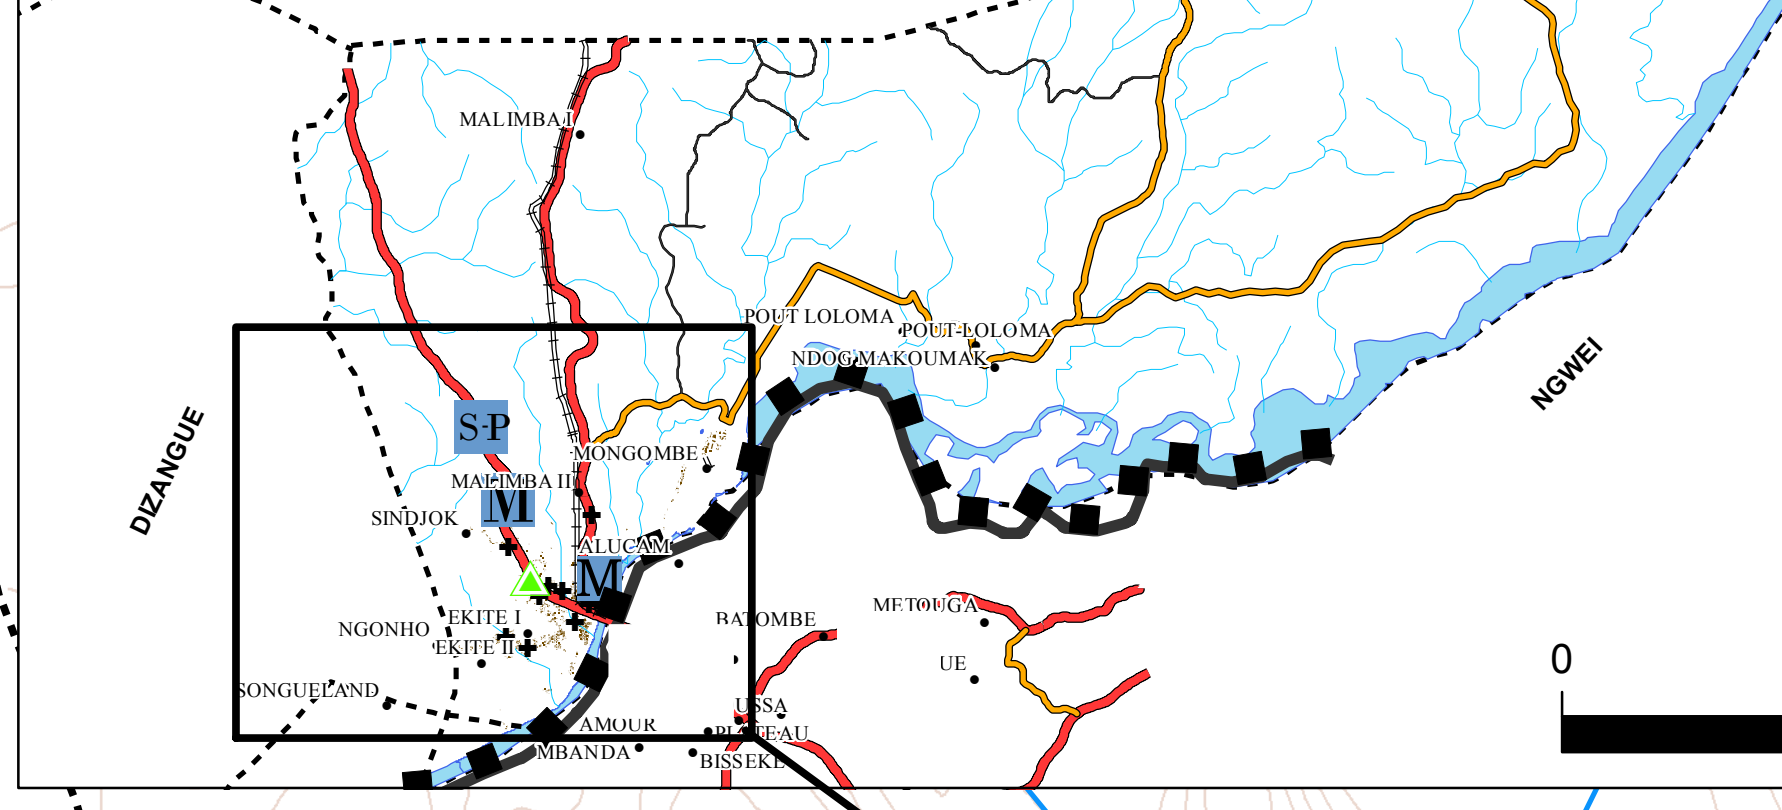 MALIMBA I
POUT LOLOMA
POUT-LOLOMA
NDOG MAKOUMAK
NGWEI
DIZANGUE
S-P
MONGOMBE
MALIMBA II
M
SINDJOK
ALUCAM
M
METOUGA
EKITE I
BATOMBE
NGONHO
EKITE II
UE
0
SONGUELAND
USSA
AMOUR
PLATEAU
MBANDA
BISSEKE